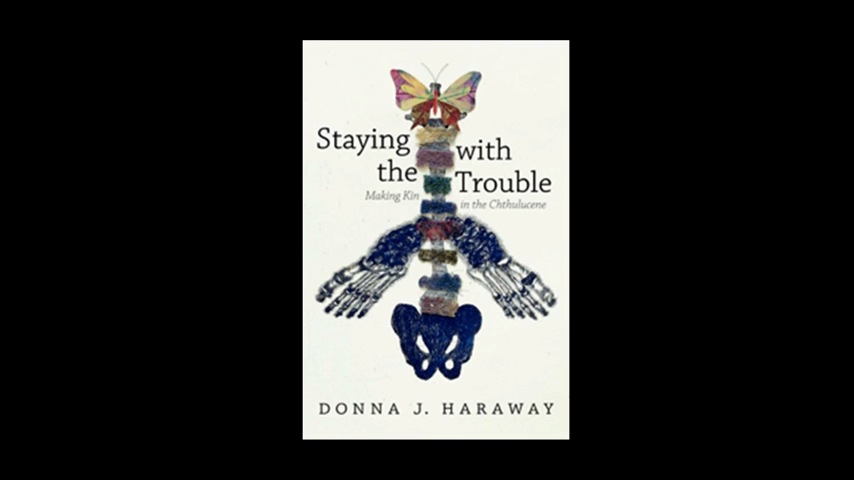 Staying with
the Trouble
Making Kin in the Chthulucene
DONNA J. HARAWAY